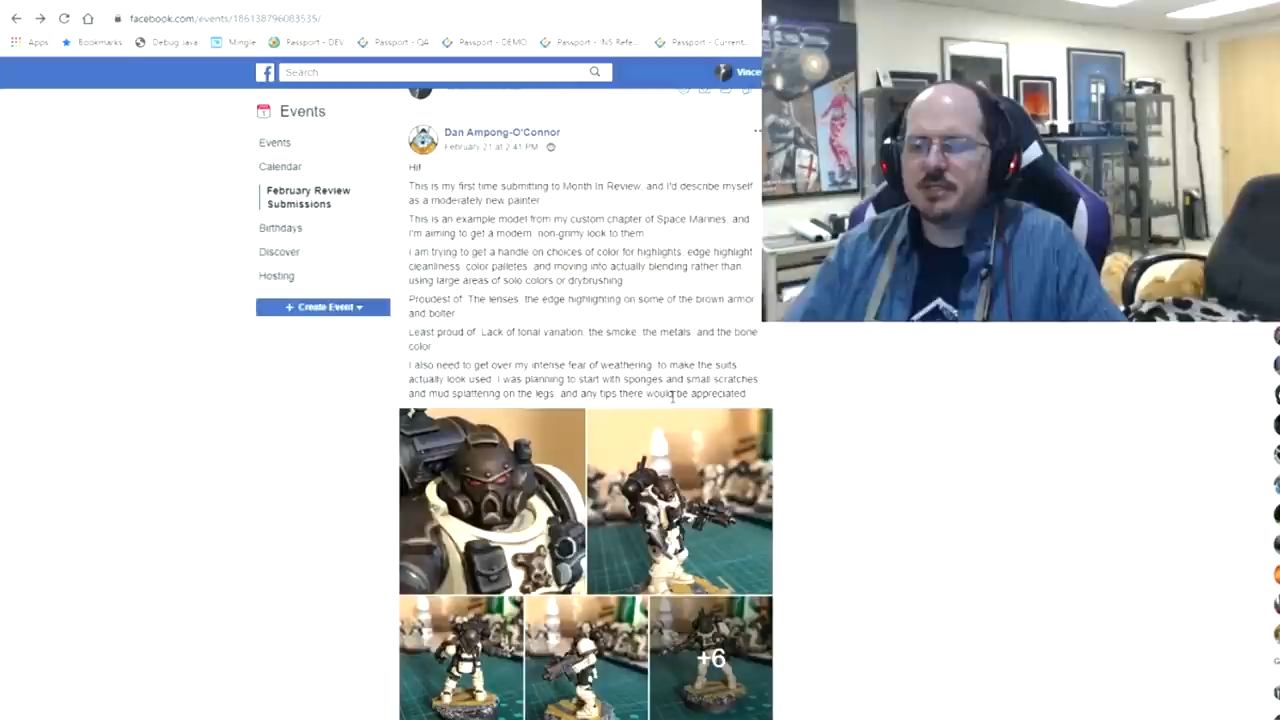 facebook.com/events/186138796083535/
Apps
Bookmarks
Debug Java
Mingle
Passport - DEV
Passport - QA
Passport - DEMO
Passport - INS Refe...
Passport - Current...
Search
Vince
Events
Events
Calendar
February Review
Submissions
Birthdays
Discover
Hosting
+ Create Event
Dan Ampong-O'Connor
February 21 at 2:41 PM
Hi!
This is my first time submitting to Month In Review, and I'd describe myself
as a moderately new painter
This is an example model from my custom chapter of Space Marines, and
I'm aiming to get a modern, non-grimy look to them
I am trying to get a handle on choices of color for highlights, edge highlight
cleanliness, color palletes, and moving into actually blending rather than
using large areas of solo colors or drybrushing
Proudest of: The lenses, the edge highlighting on some of the brown armor
and bolter
Least proud of: Lack of tonal variation, the smoke, the metals, and the bone
color
I also need to get over my intense fear of weathering, to make the suits
actually look used. I was planning to start with sponges and small scratches
and mud splattering on the legs, and any tips there would be appreciated
+6